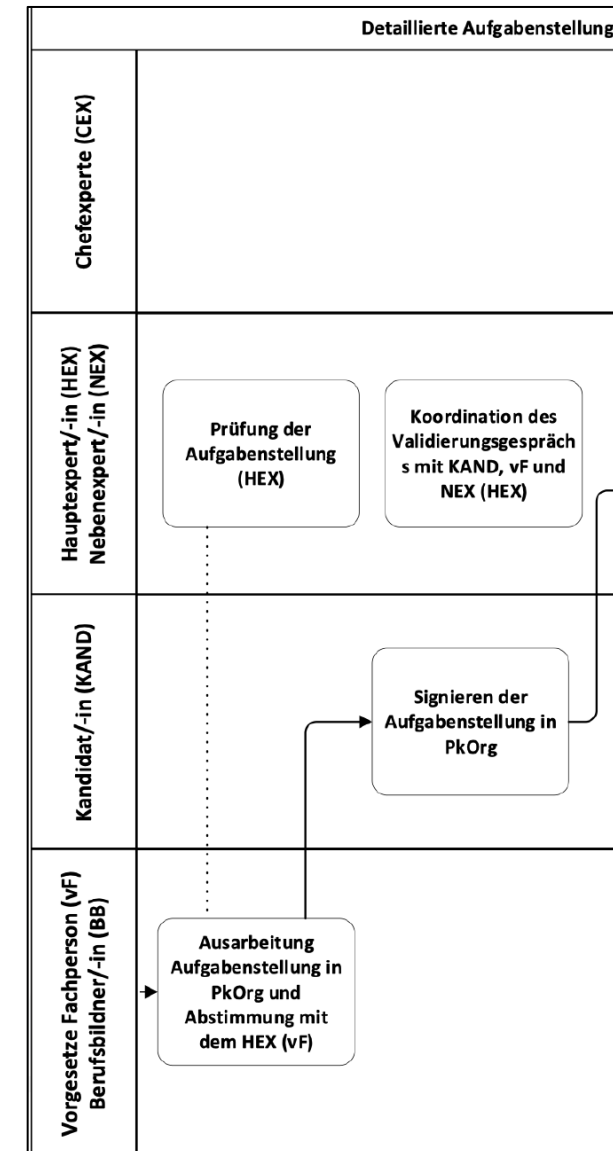 Detaillierte Aufgabenstellung
Chefexperte (CEX)
Hauptexpert/-in (HEX)
Nebenexpert/-in (NEX)
Prüfung der
Aufgabenstellung
(HEX)
Koordination des
Validierungsgespräch
s mit KAND, vF und
NEX (HEX)
Kandidat/-in (KAND)
Signieren der
Aufgabenstellung in
PkOrg
Vorgesetze Fachperson (vF)
Berufsbildner/-in (BB)
Ausarbeitung
Aufgabenstellung in
PkOrg und
Abstimmung mit
dem HEX (vF)